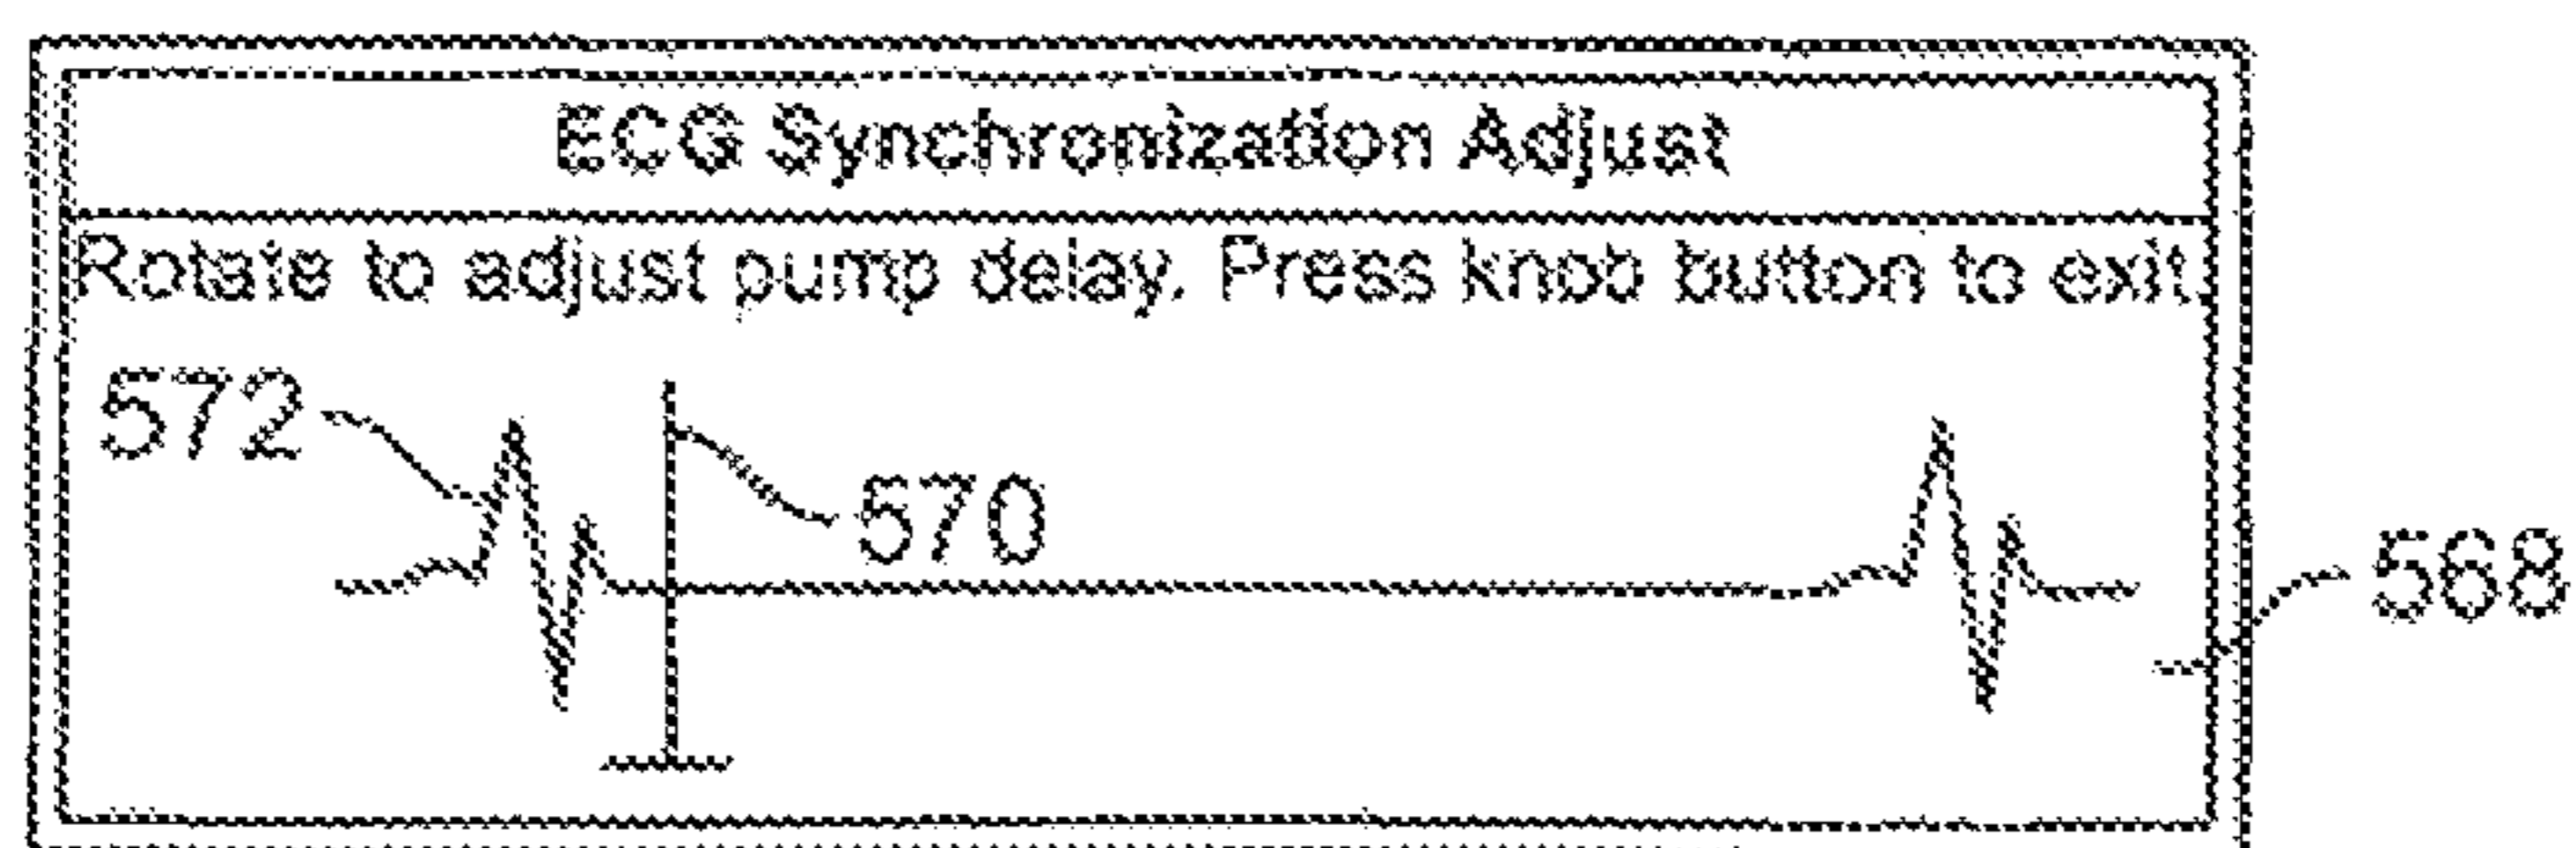 ECG Synchronization Adjust
Rotate to adjust pump delay. Press knob button to exit.
572
570
568